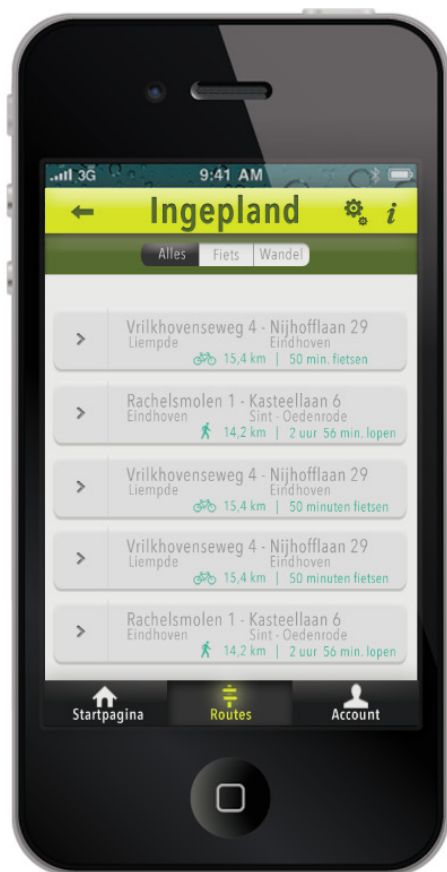 3G 9:41 AM
Ingepland i
Alles Fiets Wandel
Vrilkhovenseweg 4 - Nijhofflaan 29
Liempde Eindhoven
15,4 km | 50 min. fietsen
Rachelsmolen 1 - Kasteellaan 6
Eindhoven Sint - Oedenrode
14,2 km | 2 uur 56 min. lopen
Vrilkhovenseweg 4 - Nijhofflaan 29
Liempde Eindhoven
15,4 km | 50 minuten fietsen
Vrilkhovenseweg 4 - Nijhofflaan 29
Liempde Eindhoven
15,4 km | 50 minuten fietsen
Rachelsmolen 1 - Kasteellaan 6
Eindhoven Sint - Oedenrode
14,2 km | 2 uur 56 min. lopen
Startpagina Routes Account